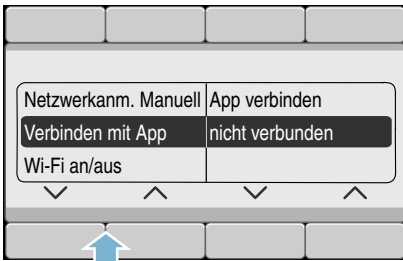 Netzwerkanm. Manuell App verbinden
Verbinden mit App nicht verbunden
Wi-Fi an/aus